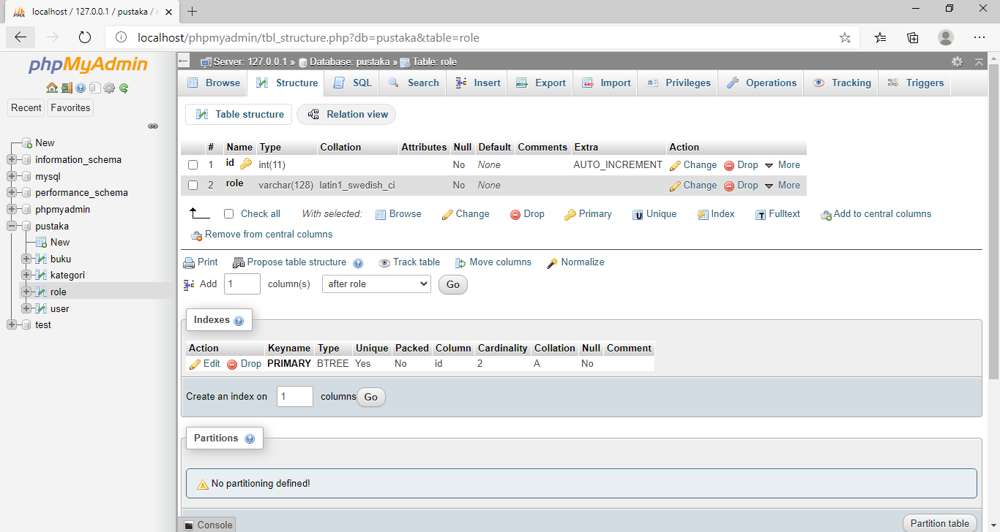 localhost / 127.0.0.1 / pustaka /
localhost/phpmyadmin/tbl_structure.php?db=pustaka&table=role
phpMyAdmin
Recent Favorites
New
information_schema
mysql
performance_schema
phpmyadmin
pustaka
New
buku
kategori
role
user
test
Server: 127.0.0.1 » Database: pustaka » Table: role
Browse Structure SQL Search Insert Export Import Privileges Operations Tracking Triggers
Table structure Relation view
# Name Type Collation Attributes Null Default Comments Extra Action
1 id int(11) No None AUTO_INCREMENT Change Drop More
2 role varchar(128) latin1_swedish_ci No None Change Drop More
Check all With selected: Browse Change Drop Primary Unique Index Fulltext Add to central columns
Remove from central columns
Print Propose table structure Track table Move columns Normalize
Add 1 column(s) after role Go
Indexes
Action Keyname Type Unique Packed Column Cardinality Collation Null Comment
Edit Drop PRIMARY BTREE Yes No id 2 A No
Create an index on 1 columns Go
Partitions
No partitioning defined!
Partition table
Console